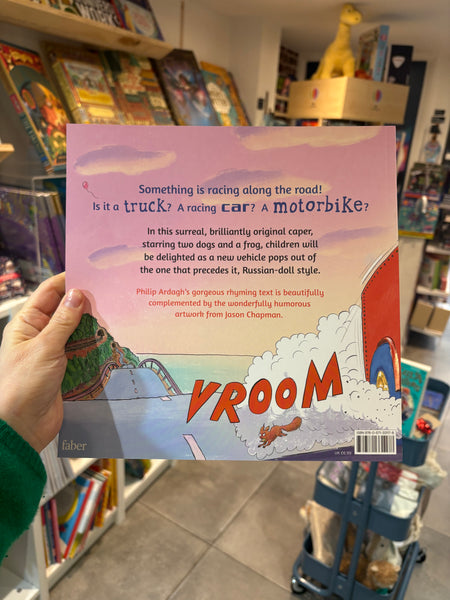 Something is racing along the road!
Is it a truck? A racing car? A motorbike?
In this surreal, brilliantly original caper,
starring two dogs and a frog, children will
be delighted as a new vehicle pops out of
the one that precedes it, Russian-doll style.
Philip Ardagh's gorgeous rhyming text is beautifully
complemented by the wonderfully humorous
artwork from Jason Chapman.
VROOM
faber